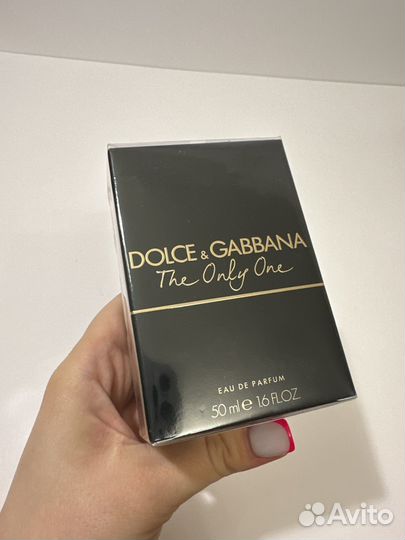 DOLCE & GABBANA
The Only One
EAU DE PARFUM
50 ml e 1.6 FL.OZ.
Avito